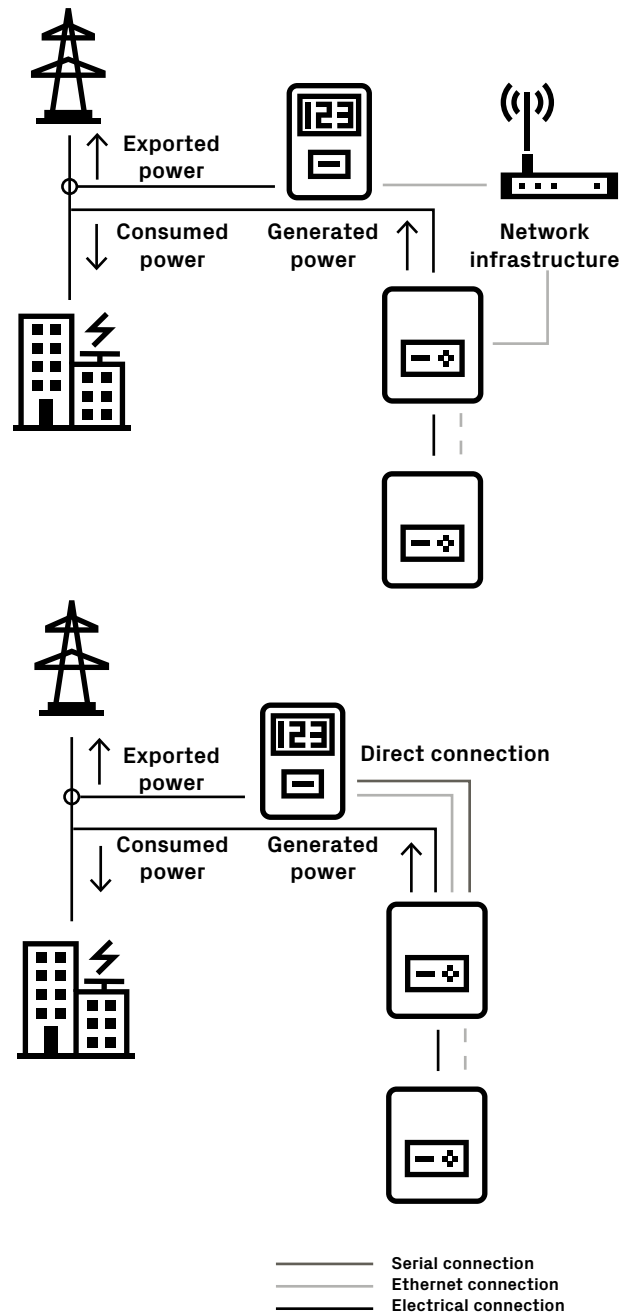 123
Exported
power
Consumed
power
Generated
power
Network
infrastructure
123
Direct connection
Exported
power
Consumed
power
Generated
power
Serial connection
Ethernet connection
Electrical connection